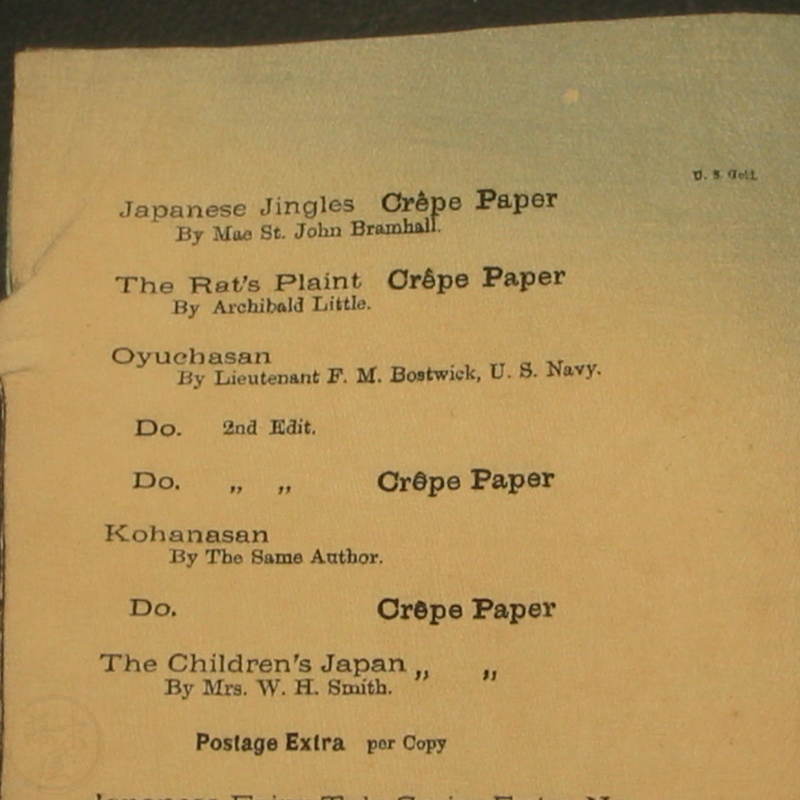 U. S. Gold.
Japanese Jingles Crêpe Paper
By Mae St. John Bramhall.
The Rat's Plaint Crêpe Paper
By Archibald Little.
Oyuchasan
By Lieutenant F. M. Bostwick, U. S. Navy.
Do. 2nd Edit.
Do. „ „ Crêpe Paper
Kohanasan
By The Same Author.
Do. Crêpe Paper
The Children's Japan „ „
By Mrs. W. H. Smith.
Postage Extra per Copy